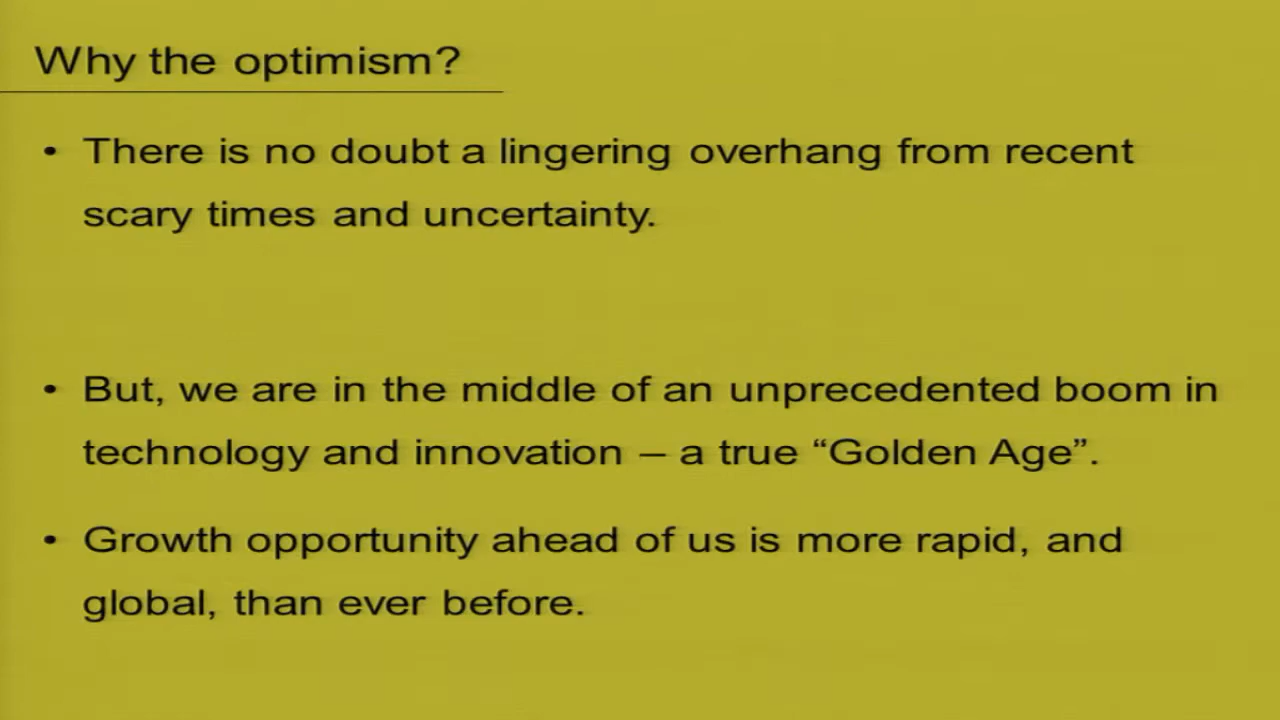 Why the optimism?
• There is no doubt a lingering overhang from recent
scary times and uncertainty.
• But, we are in the middle of an unprecedented boom in
technology and innovation – a true “Golden Age”.
• Growth opportunity ahead of us is more rapid, and
global, than ever before.